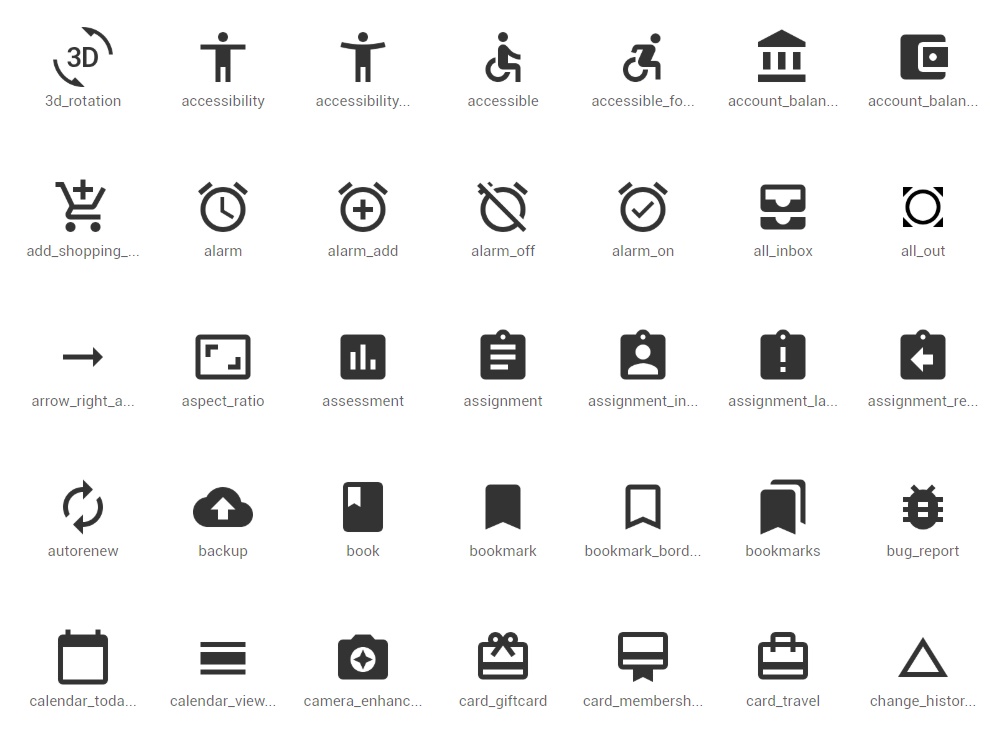 3D
3d_rotation accessibility accessibility... accessible accessible_fo... account_balan... account_balan...
add_shopping_... alarm alarm_add alarm_off alarm_on all_inbox all_out
arrow_right_a... aspect_ratio assessment assignment assignment_in... assignment_la... assignment_re...
autorenew backup book bookmark bookmark_bord... bookmarks bug_report
calendar_toda... calendar_view... camera_enhanc... card_giftcard card_membersh... card_travel change_histor...